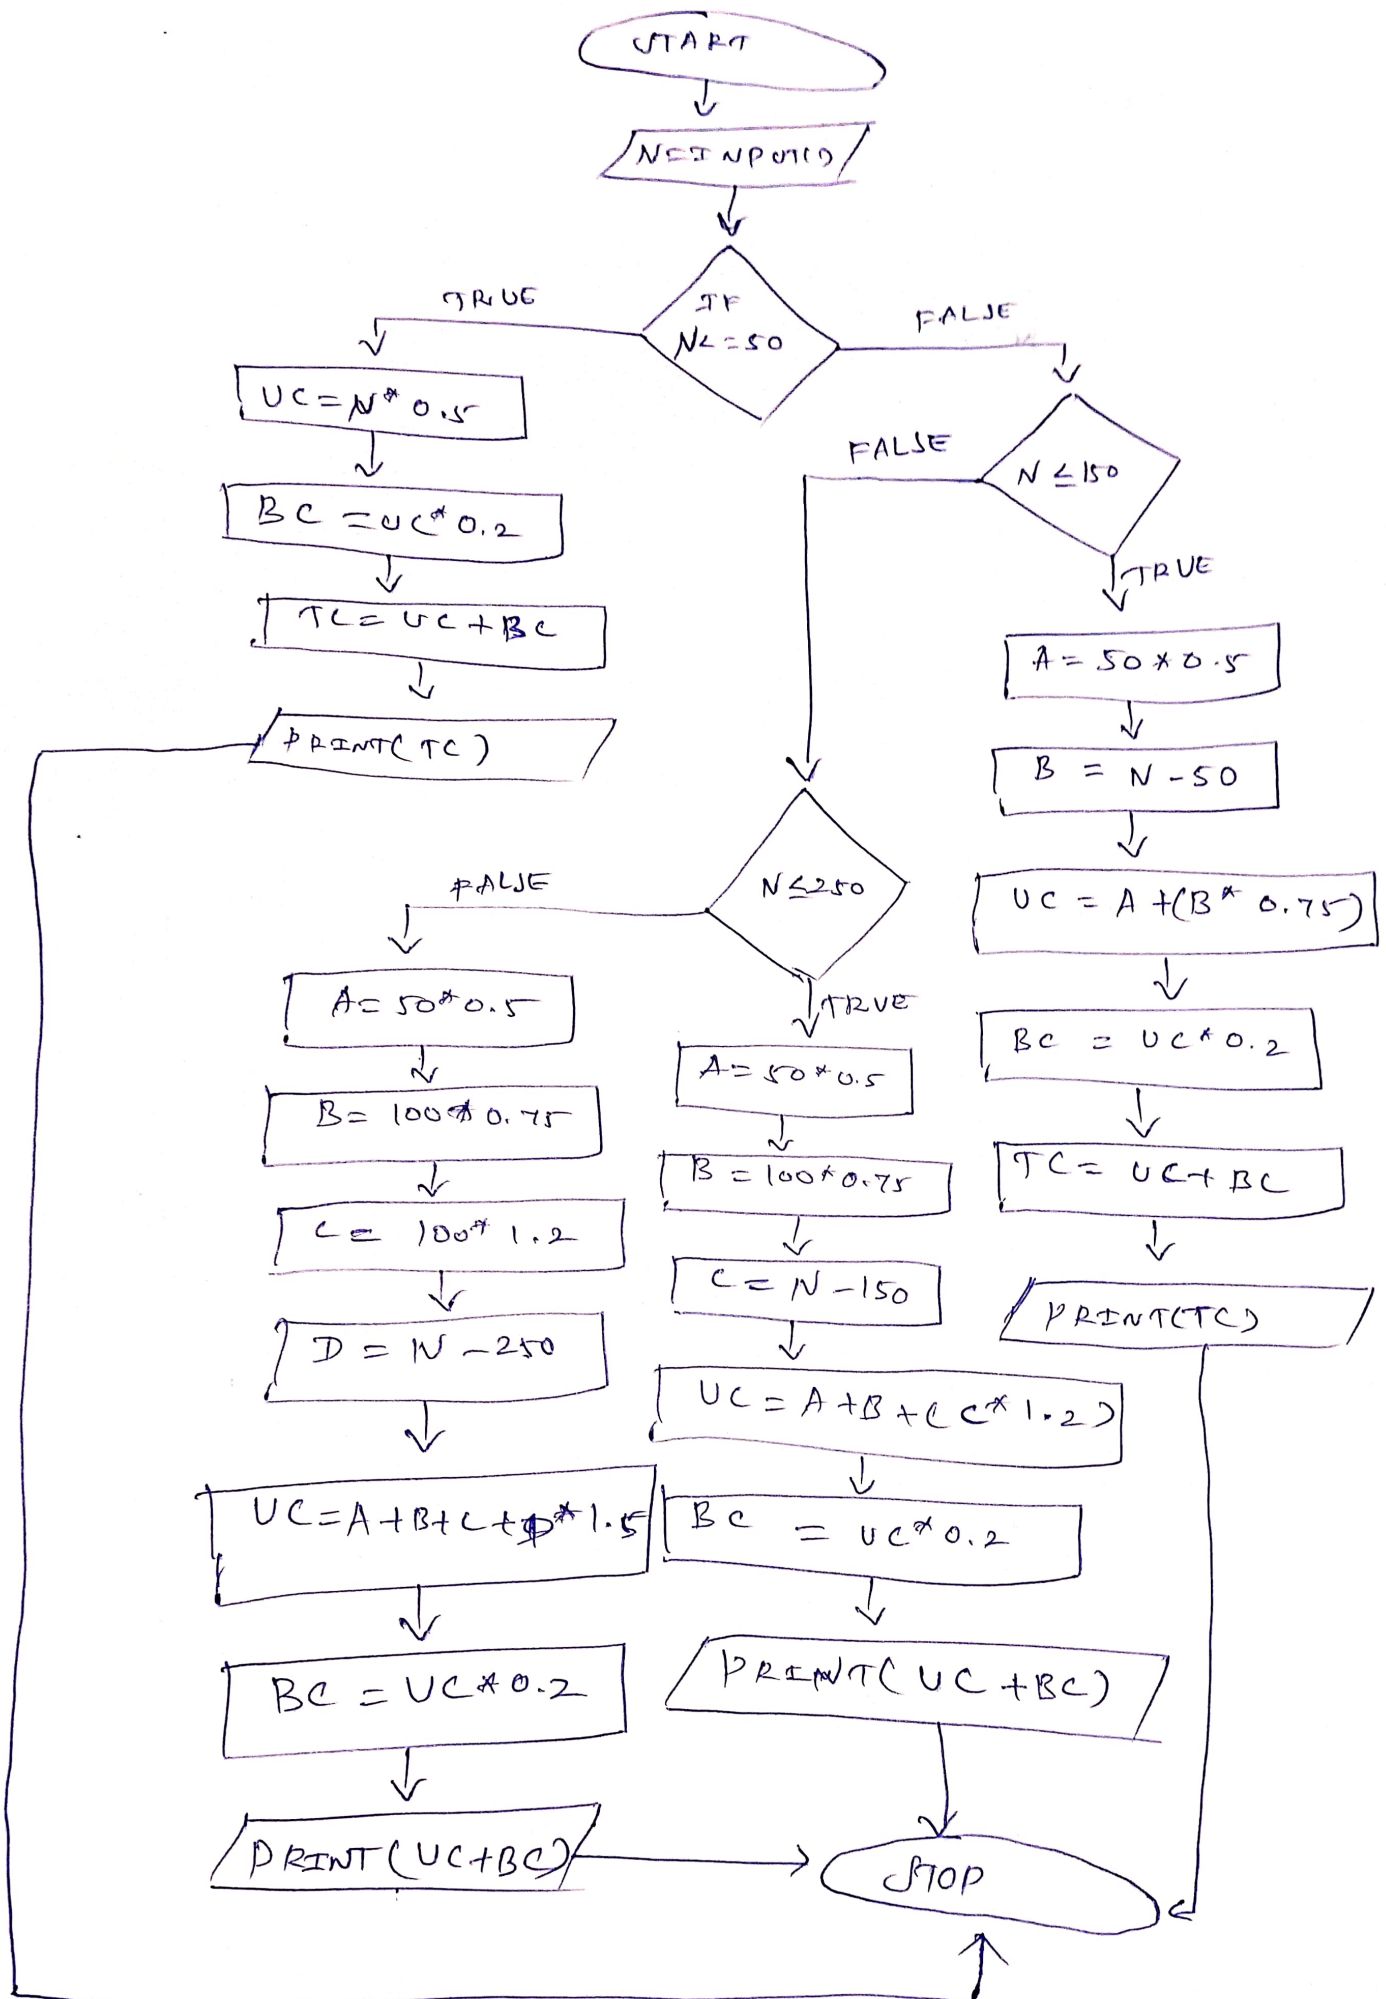 START
N=INPUT()
IF
N<=50
TRUE
FALSE
UC=N*0.5
BC=UC*0.2
TC=UC+BC
PRINT(TC)
N≤150
FALSE
TRUE
A=50*0.5
B=N-50
UC=A+(B*0.75)
BC=UC*0.2
TC=UC+BC
PRINT(TC)
N≤250
FALSE
TRUE
A=50*0.5
B=100*0.75
C=100*1.2
D=N-250
UC=A+B+C+D*1.5
BC=UC*0.2
PRINT(UC+BC)
A=50*0.5
B=100*0.75
C=N-150
UC=A+B+(C*1.2)
BC=UC*0.2
PRINT(UC+BC)
STOP